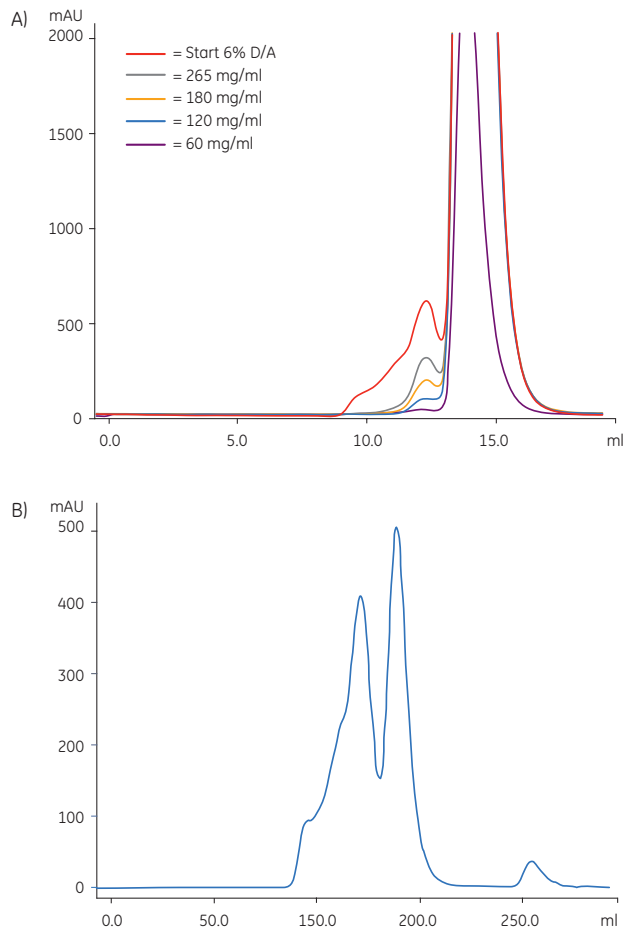 A)
mAU
2000
1500
1000
500
0
= Start 6% D/A
= 265 mg/ml
= 180 mg/ml
= 120 mg/ml
= 60 mg/ml
0.0 5.0 10.0 15.0 ml
B)
mAU
500
400
300
200
100
0
0.0 50.0 150.0 200.0 250.0 ml